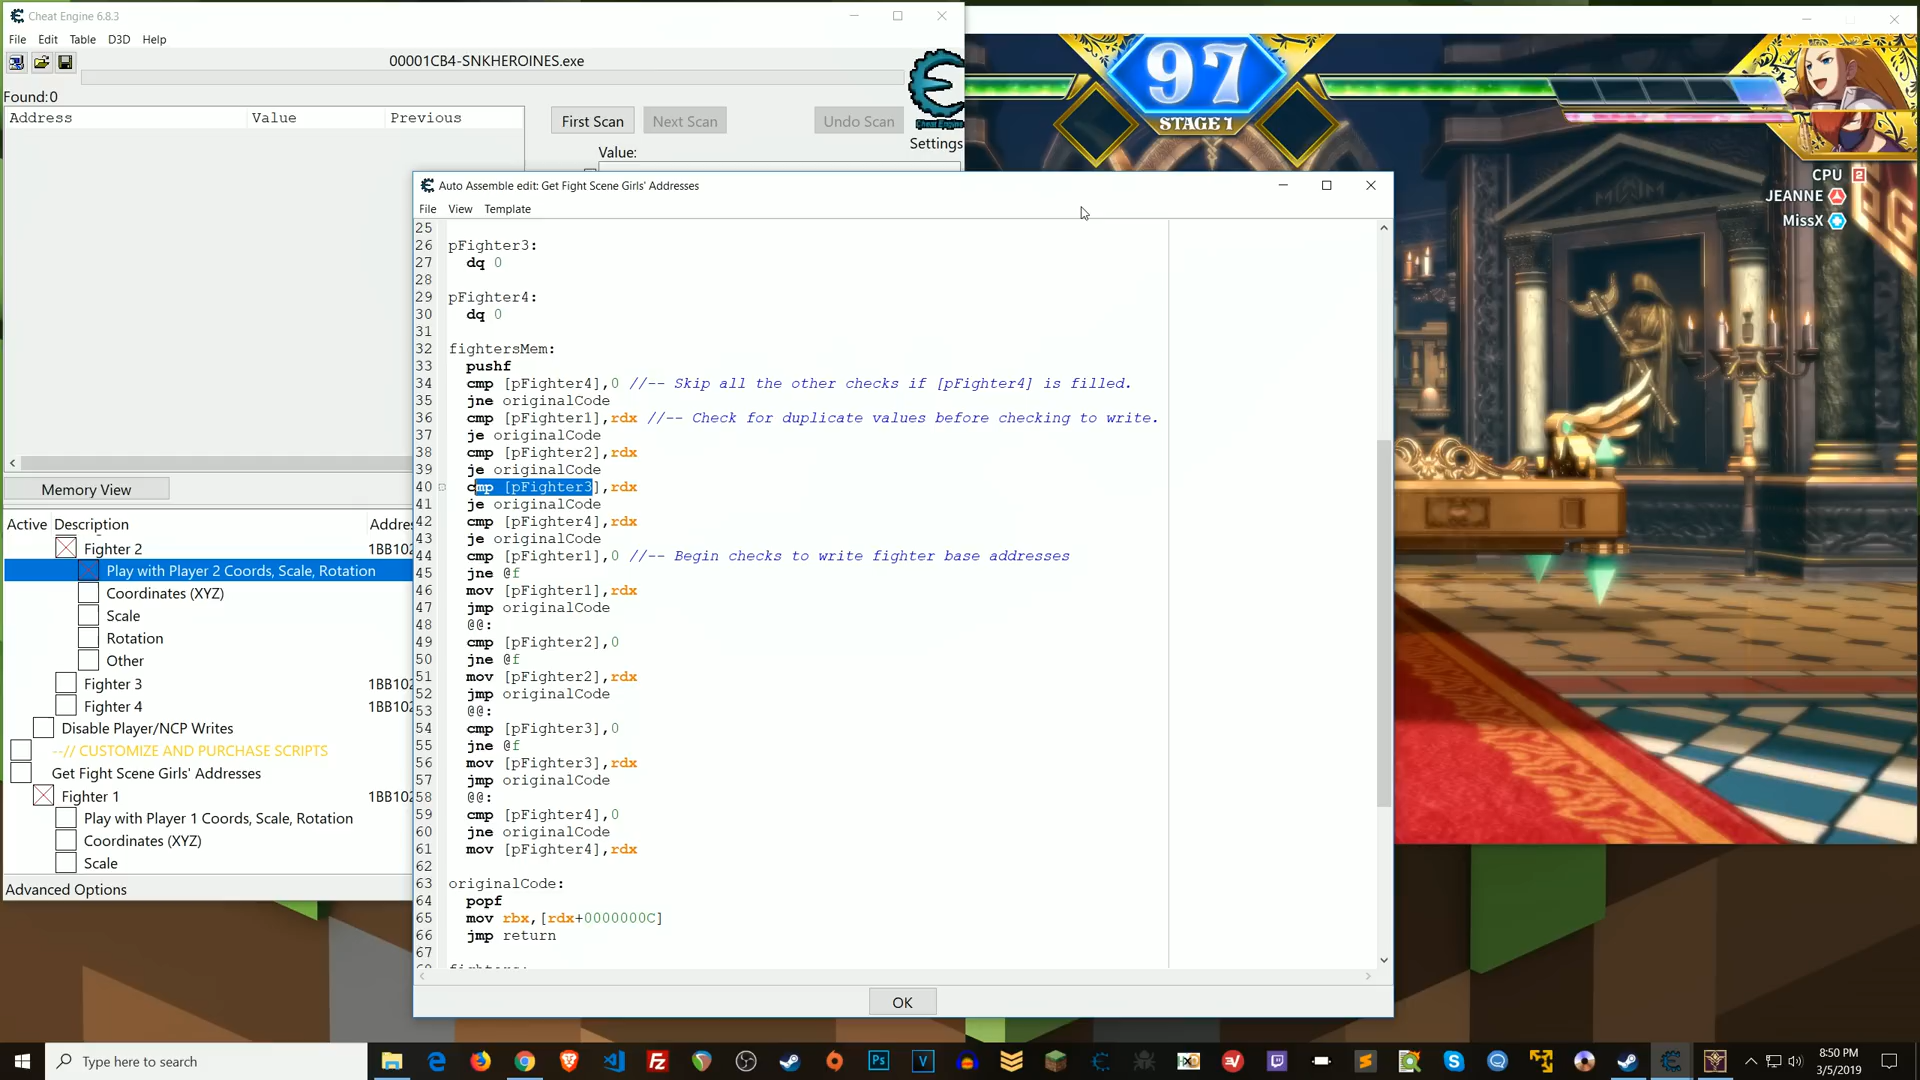 Cheat Engine 6.8.3
File Edit Table D3D Help
00001CB4-SNKHEROINES.exe
Found:0
Address Value Previous
First Scan Next Scan Undo Scan
Value:
Cheat Engine
Settings
Memory View
Active Description Addre
Fighter 2 1BB102
Play with Player 2 Coords, Scale, Rotation
Coordinates (XYZ)
Scale
Rotation
Other
Fighter 3 1BB102
Fighter 4 1BB102
Disable Player/NCP Writes
--// CUSTOMIZE AND PURCHASE SCRIPTS
Get Fight Scene Girls' Addresses
Fighter 1 1BB102
Play with Player 1 Coords, Scale, Rotation
Coordinates (XYZ)
Scale
Advanced Options
Auto Assemble edit: Get Fight Scene Girls' Addresses
File View Template
25
26 pFighter3:
27 dq 0
28
29 pFighter4:
30 dq 0
31
32 fightersMem:
33 pushf
34 cmp [pFighter4],0 //-- Skip all the other checks if [pFighter4] is filled.
35 jne originalCode
36 cmp [pFighter1],rdx //-- Check for duplicate values before checking to write.
37 je originalCode
38 cmp [pFighter2],rdx
39 je originalCode
40 cmp [pFighter3],rdx
41 je originalCode
42 cmp [pFighter4],rdx
43 je originalCode
44 cmp [pFighter1],0 //-- Begin checks to write fighter base addresses
45 jne @f
46 mov [pFighter1],rdx
47 jmp originalCode
48 @@:
49 cmp [pFighter2],0
50 jne @f
51 mov [pFighter2],rdx
52 jmp originalCode
53 @@:
54 cmp [pFighter3],0
55 jne @f
56 mov [pFighter3],rdx
57 jmp originalCode
58 @@:
59 cmp [pFighter4],0
60 jne originalCode
61 mov [pFighter4],rdx
62
63 originalCode:
64 popf
65 mov rbx,[rdx+0000000C]
66 jmp return
67
OK
97
STAGE 1
CPU 2
JEANNE
MissX
Type here to search
8:50 PM
3/5/2019